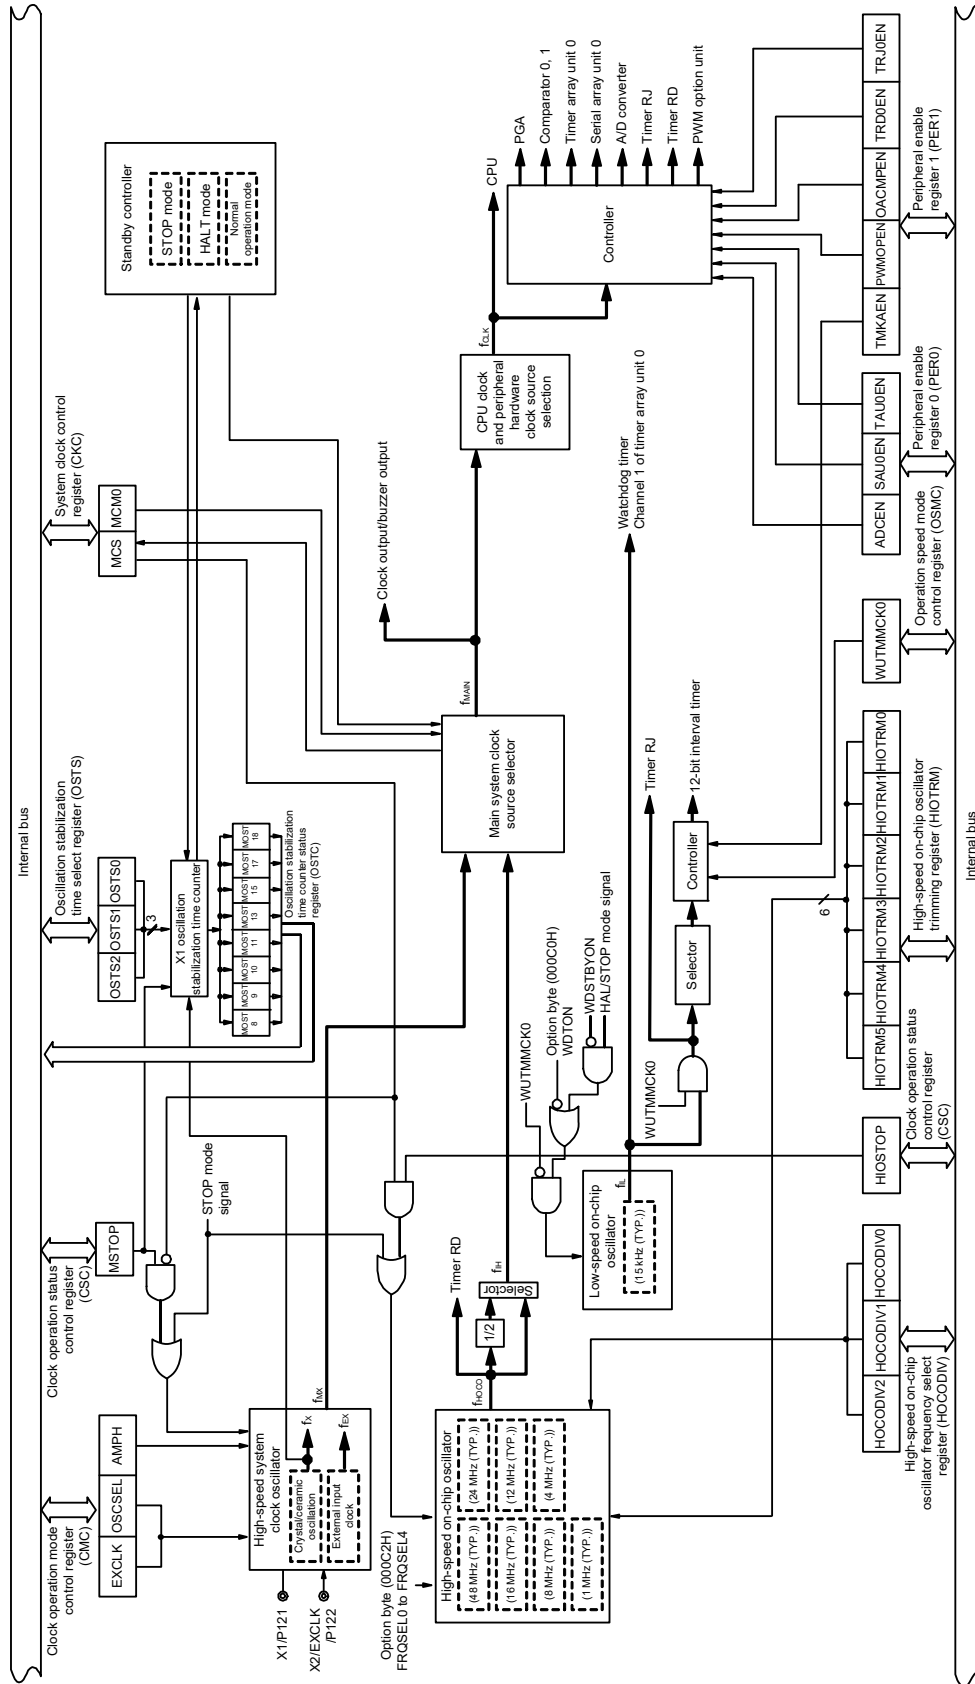 Internal bus
Clock operation mode
control register
(CMC)
EXCLK
OSCSEL
AMPH
Clock operation status
control register
(CSC)
MSTOP
STOP mode
signal
Oscillation stabilization
time select register (OSTS)
OSTS2
OSTS1
OSTS0
3
X1 oscillation
stabilization time counter
MOST
8
MOST
9
MOST
10
MOST
11
MOST
13
MOST
15
MOST
17
MOST
18
Oscillation stabilization
time counter status
register (OSTC)
System clock control
register (CKC)
MCS
MCM0
Standby controller
STOP mode
HALT mode
Normal
operation mode
High-speed system
clock oscillator
Crystal/ceramic
oscillation
fX
External input
clock
fEX
fMX
X1/P121
X2/EXCLK
/P122
Option byte (000C2H)
FRQSEL0 to FRQSEL4
High-speed on-chip oscillator
(48 MHz (TYP.))
(24 MHz (TYP.))
(16 MHz (TYP.))
(12 MHz (TYP.))
(8 MHz (TYP.))
(4 MHz (TYP.))
(1 MHz (TYP.))
fHOCO
Timer RD
1/2
Selector
fIH
Main system clock
source selector
fMAIN
Clock output/buzzer output
CPU clock
and peripheral
hardware
clock source
selection
fCLK
CPU
Controller
PGA
Comparator 0, 1
Timer array unit 0
Serial array unit 0
A/D converter
Timer RJ
Timer RD
PWM option unit
WUTMMCK0
Option byte (000C0H)
WDTON
WDSTBYON
HAL/STOP mode signal
Low-speed on-chip
oscillator
(15 kHz (TYP.))
fIL
Watchdog timer
Channel 1 of timer array unit 0
WUTMMCK0
Timer RJ
Selector
Controller
12-bit interval timer
HOCODIV2
HOCODIV1
HOCODIV0
High-speed on-chip
oscillator frequency select
register (HOCODIV)
HIOSTOP
Clock operation status
control register
(CSC)
6
HIOTRM5
HIOTRM4
HIOTRM3
HIOTRM2
HIOTRM1
HIOTRM0
High-speed on-chip oscillator
trimming register (HIOTRM)
WUTMMCK0
Operation speed mode
control register (OSMC)
ADCEN
SAU0EN
TAU0EN
Peripheral enable
register 0 (PER0)
TMKAEN
PWMOPEN
OACMPEN
TRD0EN
TRJ0EN
Peripheral enable
register 1 (PER1)
Internal bus